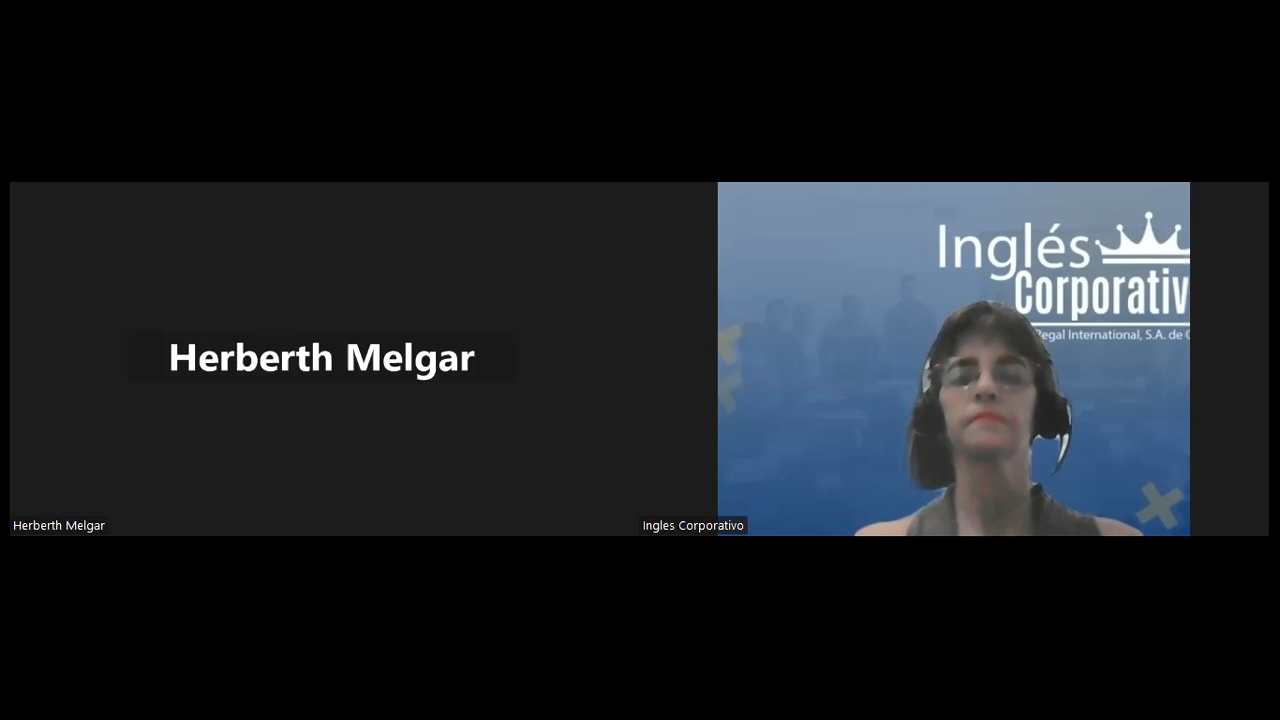 Herberth Melgar
Herberth Melgar
Inglés
Corporativ
Regal International, S.A. de C
Ingles Corporativo